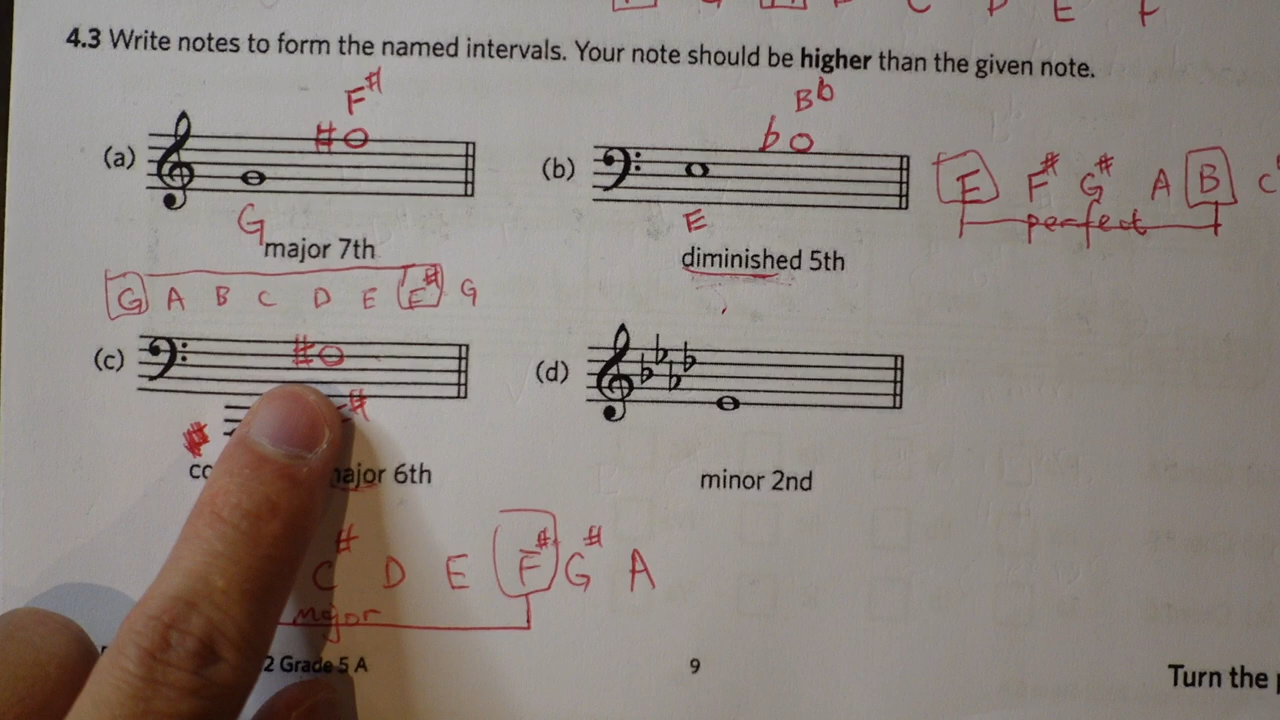 D C D E F
4.3 Write notes to form the named intervals. Your note should be higher than the given note.
F#
Bb
(a)
(b)
E F# G# A B C
G
E
perfect
major 7th
diminished 5th
G A B C D E F# G
(c)
(d)
6th
minor 2nd
C# D E F# G# A
Major
2 Grade 5 A
9
Turn the